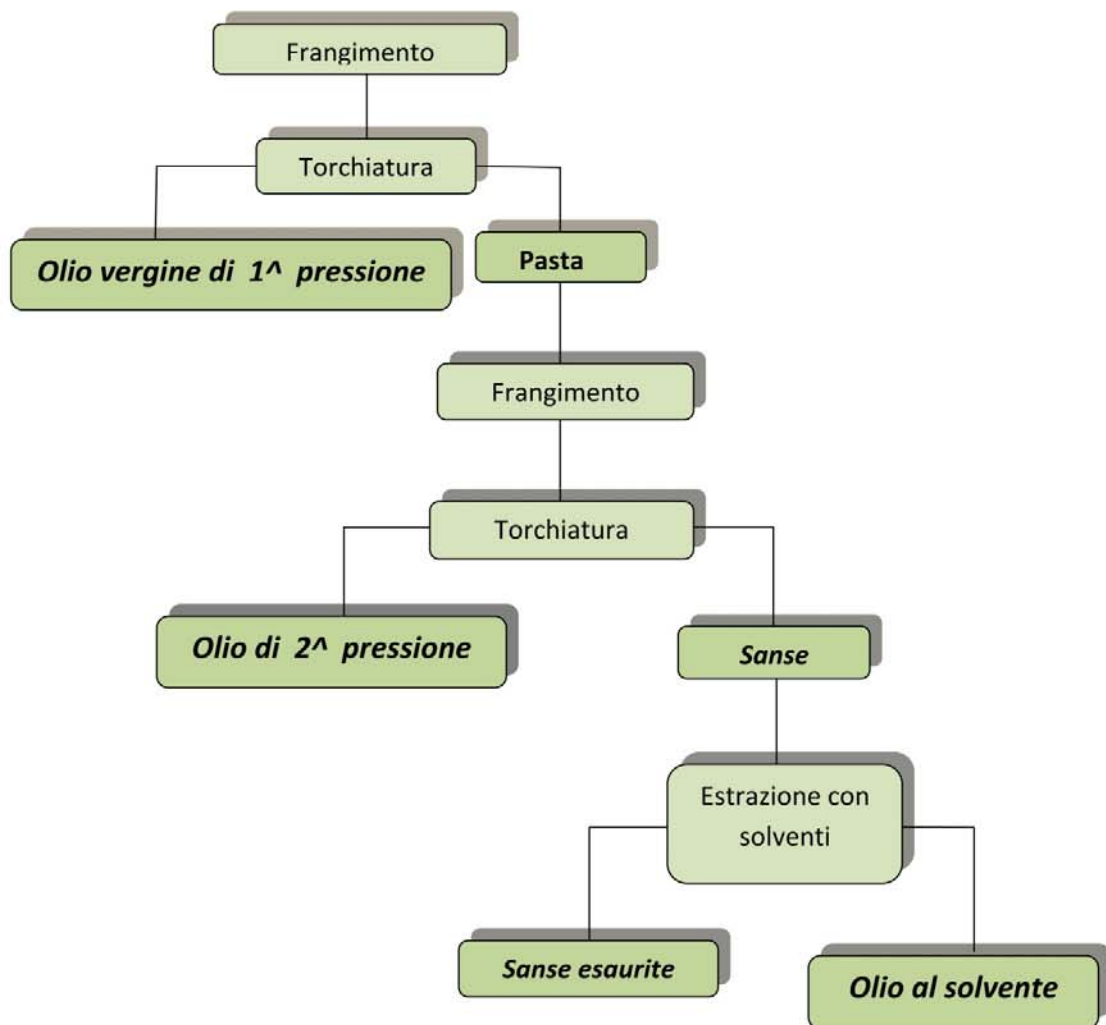 Frangimento
Torchiatura
Olio vergine di 1^ pressione
Pasta
Frangimento
Torchiatura
Olio di 2^ pressione
Sanse
Estrazione con
solventi
Sanse esaurite
Olio al solvente